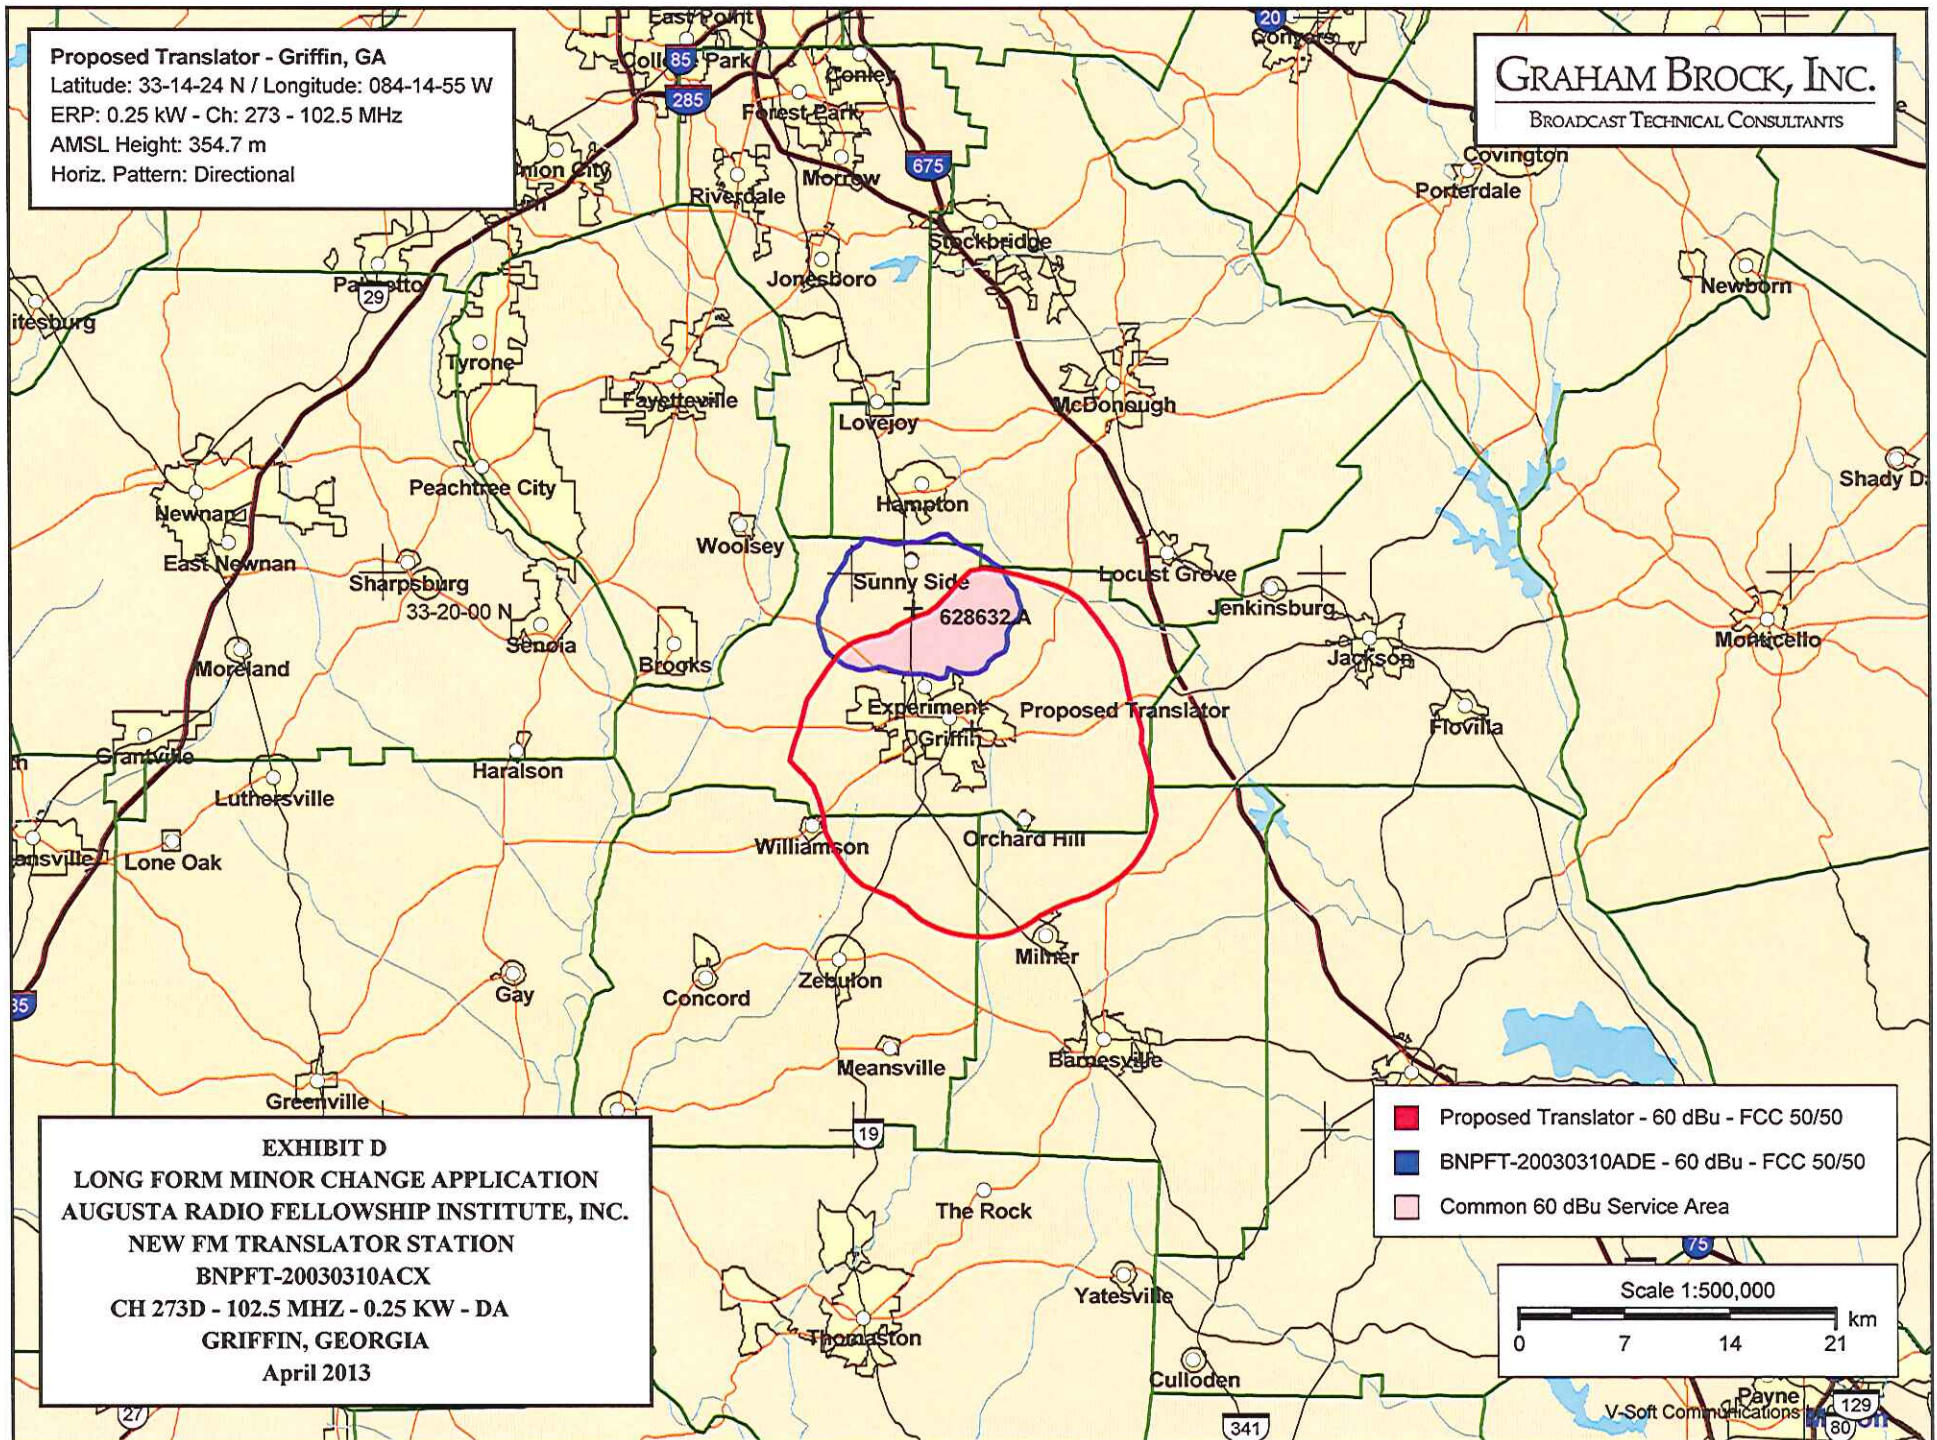 Proposed Translator - Griffin, GA
Latitude: 33-14-24 N / Longitude: 084-14-55 W
ERP: 0.25 kW - Ch: 273 - 102.5 MHz
AMSL Height: 354.7 m
Horiz. Pattern: Directional
GRAHAM BROCK, INC.
BROADCAST TECHNICAL CONSULTANTS
East Point
20
Conyers
85
College Park
Conley
285
Forest Park
675
Covington
Union City
Morrow
Riverdale
Porterdale
Stockbridge
Jonesboro
Palmetto
29
Newborn
itesburg
Tyrone
Fayetteville
McDonough
Lovejoy
Shady D
Peachtree City
Hampton
Newnan
Woolsey
East Newnan
Sharpsburg
Sunny Side
Locust Grove
33-20-00 N
628632.A
Jenkinsburg
Senoia
Monticello
Moreland
Brooks
Jackson
Experiment
Proposed Translator
Griffin
Flovilla
Grantville
Haralson
Luthersville
Williamson
Orchard Hill
ansville
Lone Oak
Milner
Zebulon
Gay
Concord
85
Meansville
Barnesville
Greenville
19
Proposed Translator - 60 dBu - FCC 50/50
BNPFT-20030310ADE - 60 dBu - FCC 50/50
Common 60 dBu Service Area
EXHIBIT D
LONG FORM MINOR CHANGE APPLICATION
AUGUSTA RADIO FELLOWSHIP INSTITUTE, INC.
NEW FM TRANSLATOR STATION
BNPFT-20030310ACX
CH 273D - 102.5 MHZ - 0.25 KW - DA
GRIFFIN, GEORGIA
April 2013
The Rock
75
Yatesville
Scale 1:500,000
km
0 7 14 21
Thomaston
Culloden
Payne
27
341
V-Soft Communications
129
80